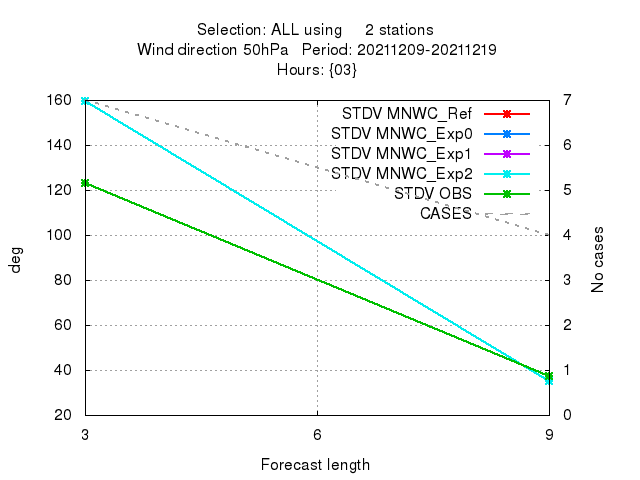 Selection: ALL using     2 stations
Wind direction 50hPa   Period: 20211209-20211219
Hours: {03}
160
140
120
100
80
60
40
20
deg
7
6
5
4
3
2
1
0
No cases
STDV MNWC_Ref
STDV MNWC_Exp0
STDV MNWC_Exp1
STDV MNWC_Exp2
STDV OBS
CASES
3 6 9
Forecast length